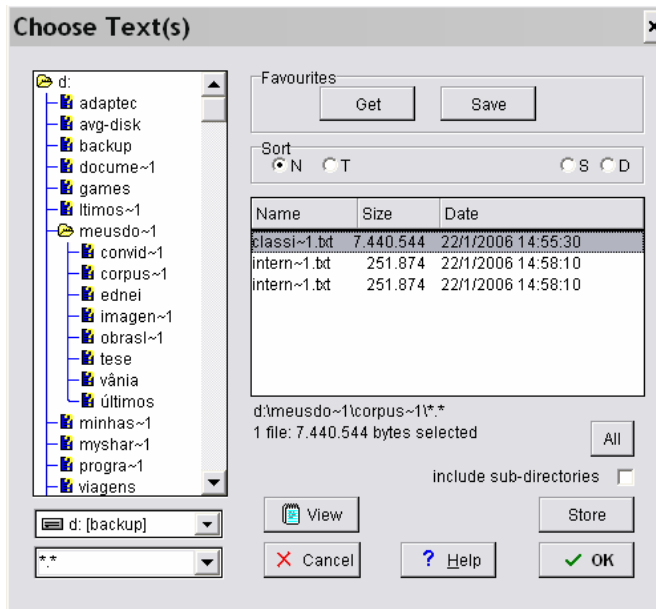 Choose Text(s)
d:
adaptec
avg-disk
backup
docume~1
games
ltimos~1
meusdo~1
convid~1
corpus~1
ednei
imagen~1
obrasl~1
tese
vânia
últimos
minhas~1
myshar~1
progra~1
viagens
d: [backup]
*.*
Favourites
Get Save
Sort
N T S D
Name Size Date
classi~1.txt 7.440.544 22/1/2006 14:55:30
intern~1.txt 251.874 22/1/2006 14:58:10
intern~1.txt 251.874 22/1/2006 14:58:10
d:\meusdo~1\corpus~1\*.*
1 file: 7.440.544 bytes selected
All
include sub-directories
View Store
Cancel Help OK